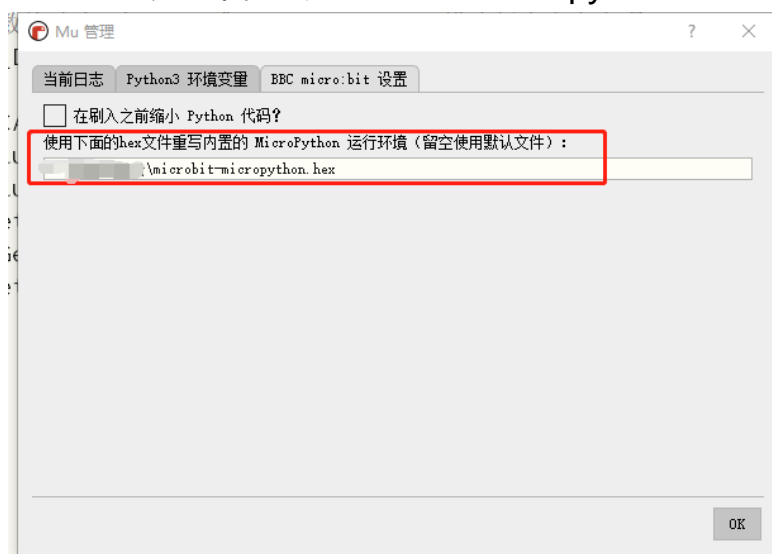 Mu 管理
当前日志 Python3 环境变量 BBC micro:bit 设置
在刷入之前缩小 Python 代码?
使用下面的hex文件重写内置的 MicroPython 运行环境（留空使用默认文件）:
\microbit-micropython.hex
OK